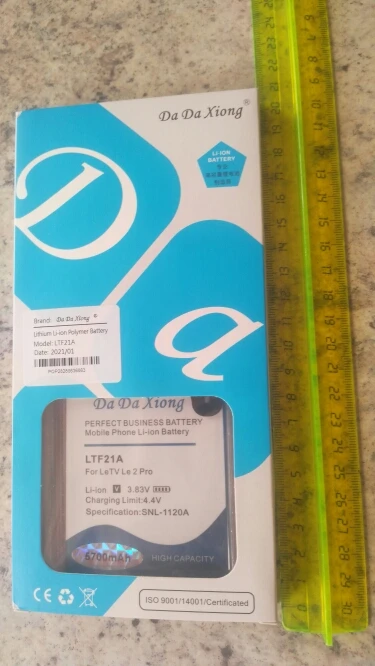 Da Da Xiong®
LI-ION
BATTERY
D
a
Brand: Da Da Xiong ®
Lithium Li-ion Polymer Battery
Model: LTF21A
Date: 2021/01
Da Da Xiong
PERFECT BUSINESS BATTERY
Mobile Phone Li-ion Battery
LTF21A
For LeTV Le 2 Pro
Li-ion V 3.83V
Charging Limit:4.4V
Specification:SNL-1120A
6700mAh
HIGH CAPACITY
CE
ISO 9001/14001/Certificated